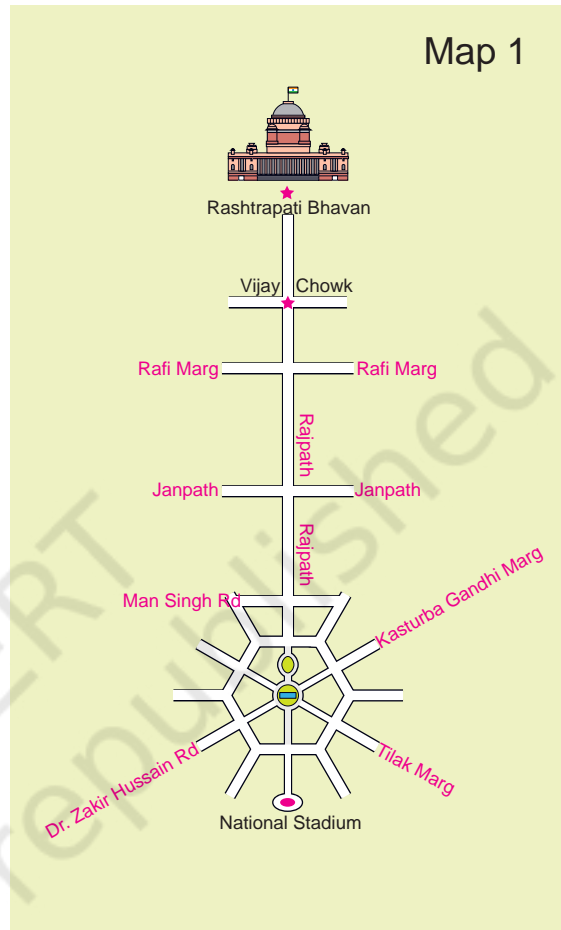 Map 1
Rashtrapati Bhavan
Vijay Chowk
Rafi Marg Rafi Marg
Rajpath
Janpath Janpath
Rajpath
Man Singh Rd
Kasturba Gandhi Marg
Dr. Zakir Hussain Rd
Tilak Marg
National Stadium
republished